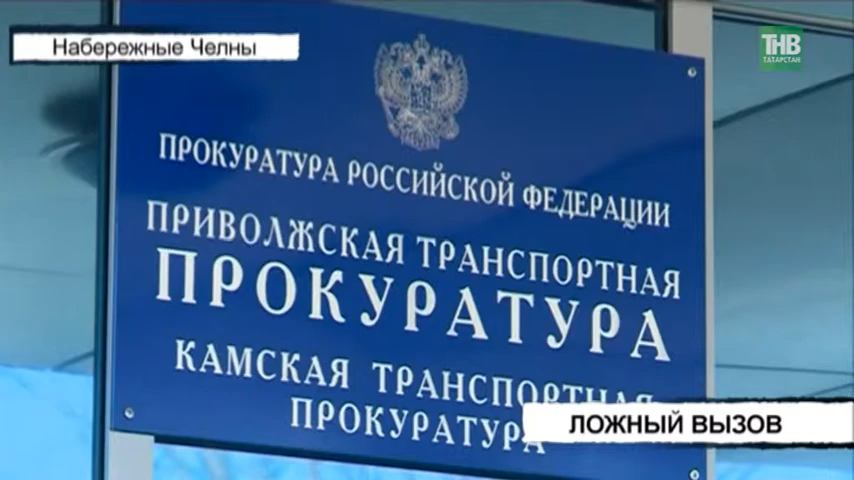 Набережные Челны
ТНВ
ТАТАРСТАН
ПРОКУРАТУРА РОССИЙСКОЙ ФЕДЕРАЦИИ
ПРИВОЛЖСКАЯ ТРАНСПОРТНАЯ
ПРОКУРАТУРА
КАМСКАЯ ТРАНСПОРТНАЯ
ПРОКУРАТУРА
ЛОЖНЫЙ ВЫЗОВ